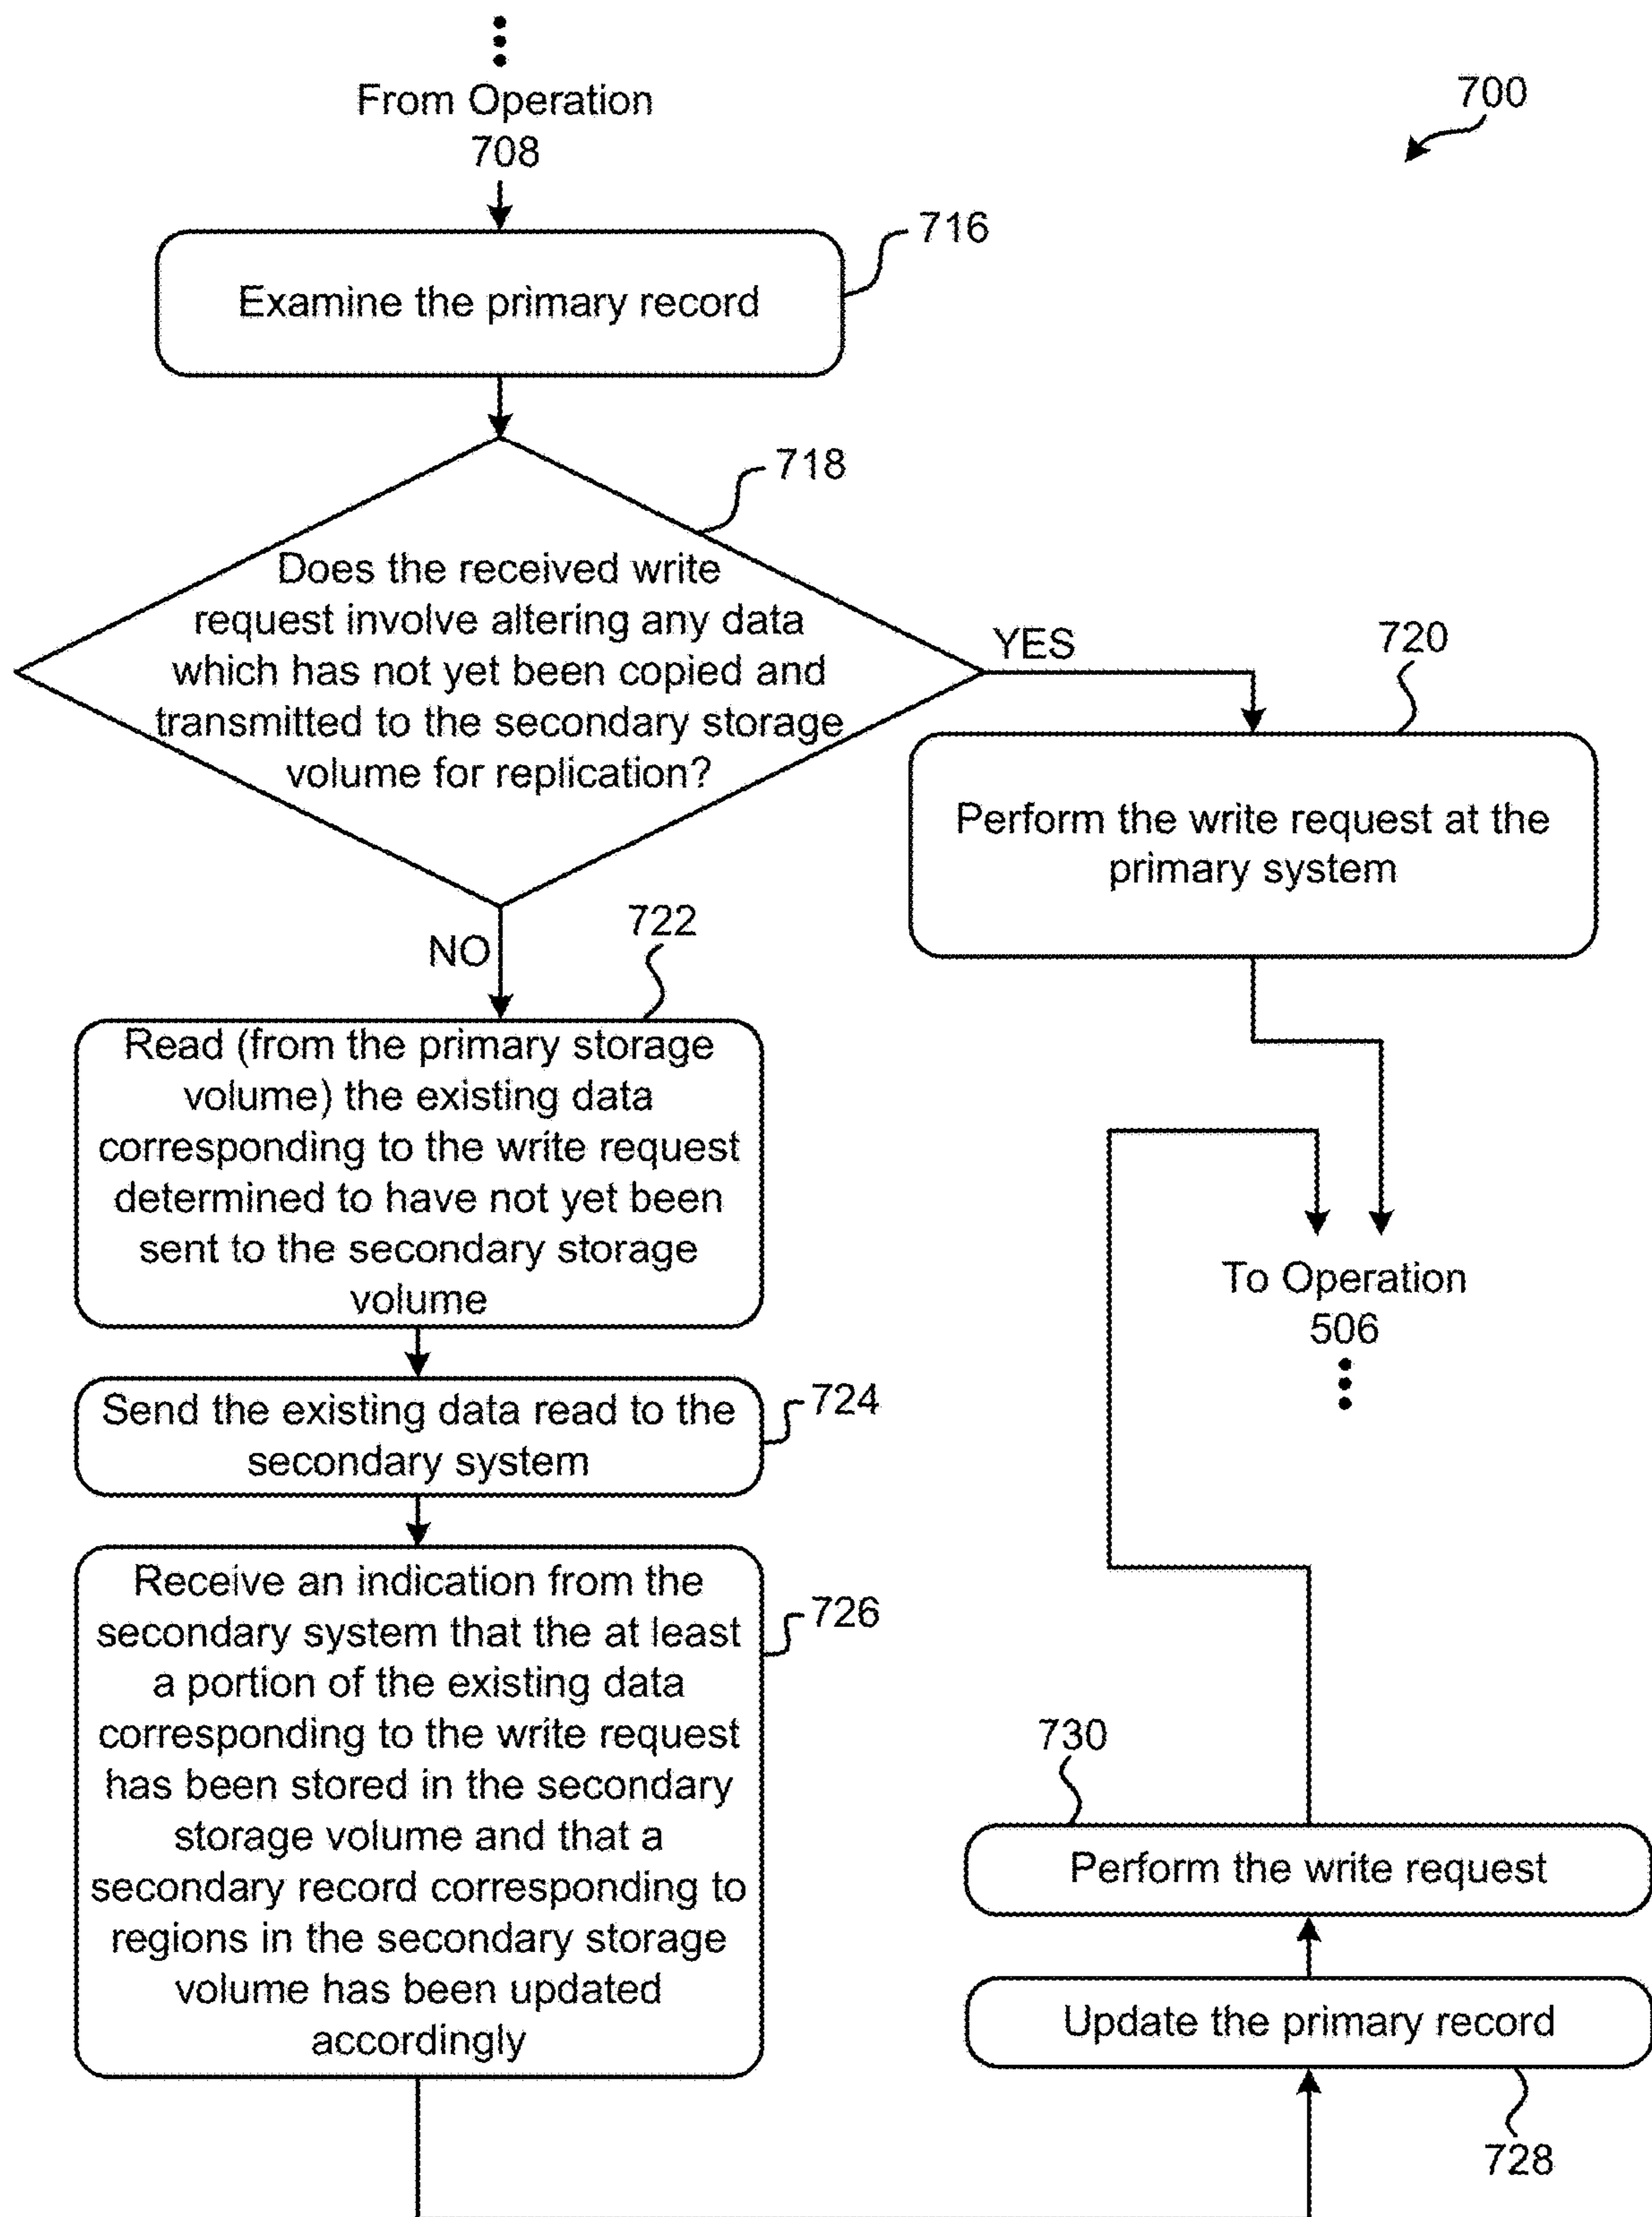 From Operation
708
700
716
Examine the primary record
718
Does the received write
request involve altering any data
which has not yet been copied and
transmitted to the secondary storage
volume for replication?
YES
720
Perform the write request at the
primary system
NO
722
Read (from the primary storage
volume) the existing data
corresponding to the write request
determined to have not yet been
sent to the secondary storage
volume
To Operation
506
Send the existing data read to the
secondary system
724
Receive an indication from the
secondary system that the at least
a portion of the existing data
corresponding to the write request
has been stored in the secondary
storage volume and that a
secondary record corresponding to
regions in the secondary storage
volume has been updated
accordingly
726
730
Perform the write request
Update the primary record
728